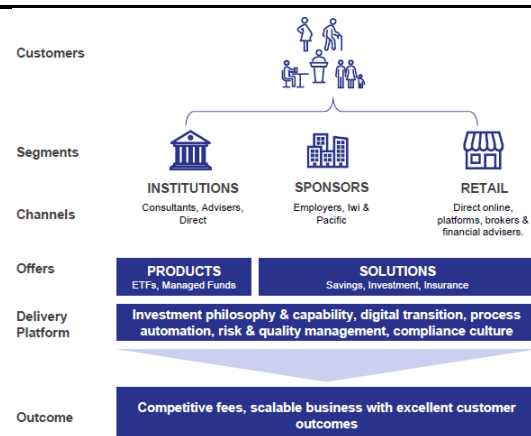 Customers
Segments
INSTITUTIONS
SPONSORS
RETAIL
Channels
Consultants, Advisers,
Direct
Employers, Iwi &
Pacific
Direct online,
platforms, brokers &
financial advisers.
Offers
PRODUCTS
ETFs, Managed Funds
SOLUTIONS
Savings, Investment, Insurance
Delivery
Platform
Investment philosophy & capability, digital transition, process
automation, risk & quality management, compliance culture
Outcome
Competitive fees, scalable business with excellent customer
outcomes